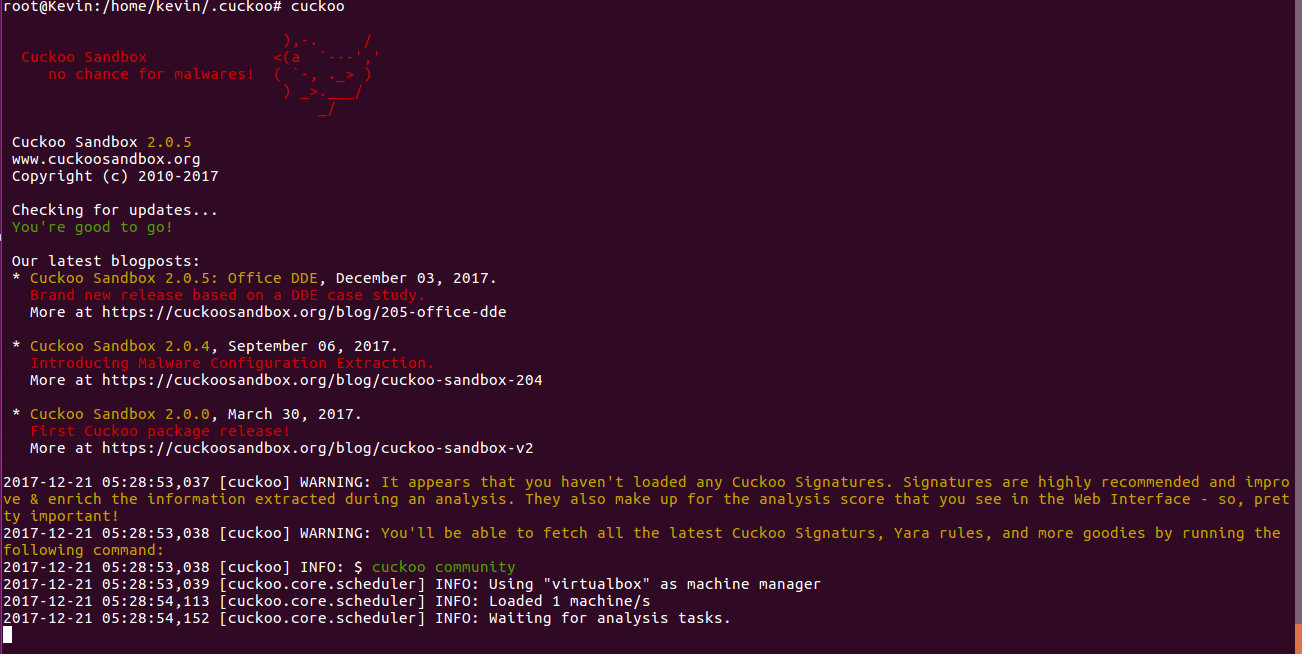 root@Kevin:/home/kevin/.cuckoo# cuckoo
),-.     /
Cuckoo Sandbox              <(a  `---','
no chance for malwares!  ( `-, ._> )
) _>.___/
_/
Cuckoo Sandbox 2.0.5
www.cuckoosandbox.org
Copyright (c) 2010-2017
Checking for updates...
You're good to go!
Our latest blogposts:
* Cuckoo Sandbox 2.0.5: Office DDE, December 03, 2017.
Brand new release based on a DDE case study.
More at https://cuckoosandbox.org/blog/205-office-dde
* Cuckoo Sandbox 2.0.4, September 06, 2017.
Introducing Malware Configuration Extraction.
More at https://cuckoosandbox.org/blog/cuckoo-sandbox-204
* Cuckoo Sandbox 2.0.0, March 30, 2017.
First Cuckoo package release!
More at https://cuckoosandbox.org/blog/cuckoo-sandbox-v2
2017-12-21 05:28:53,037 [cuckoo] WARNING: It appears that you haven't loaded any Cuckoo Signatures. Signatures are highly recommended and impro
ve & enrich the information extracted during an analysis. They also make up for the analysis score that you see in the Web Interface - so, pret
ty important!
2017-12-21 05:28:53,038 [cuckoo] WARNING: You'll be able to fetch all the latest Cuckoo Signaturs, Yara rules, and more goodies by running the
following command:
2017-12-21 05:28:53,038 [cuckoo] INFO: $ cuckoo community
2017-12-21 05:28:53,039 [cuckoo.core.scheduler] INFO: Using "virtualbox" as machine manager
2017-12-21 05:28:54,113 [cuckoo.core.scheduler] INFO: Loaded 1 machine/s
2017-12-21 05:28:54,152 [cuckoo.core.scheduler] INFO: Waiting for analysis tasks.